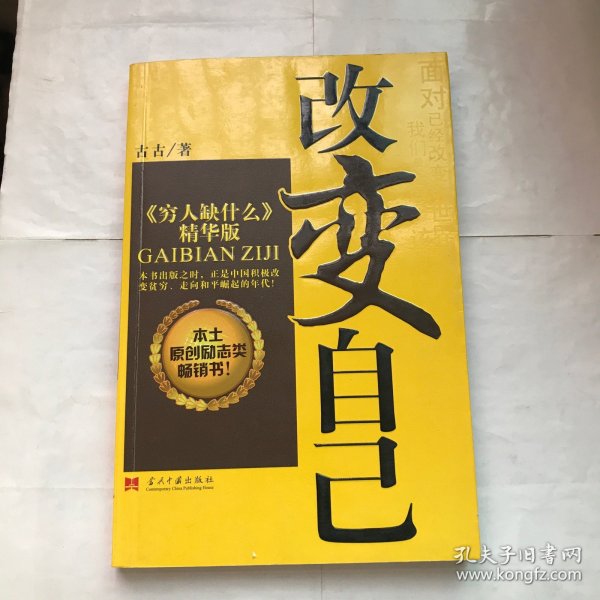 改变自己
面对已经改变
我们
世界
古古/著
《穷人缺什么》
精华版
GAIBIAN ZIJI
本书出版之时，正是中国积极改
变贫穷、走向和平崛起的年代！
本土
原创励志类
畅销书！
当代中国出版社
Contemporary China Publishing House
孔夫子旧书网
www.kongfz.com